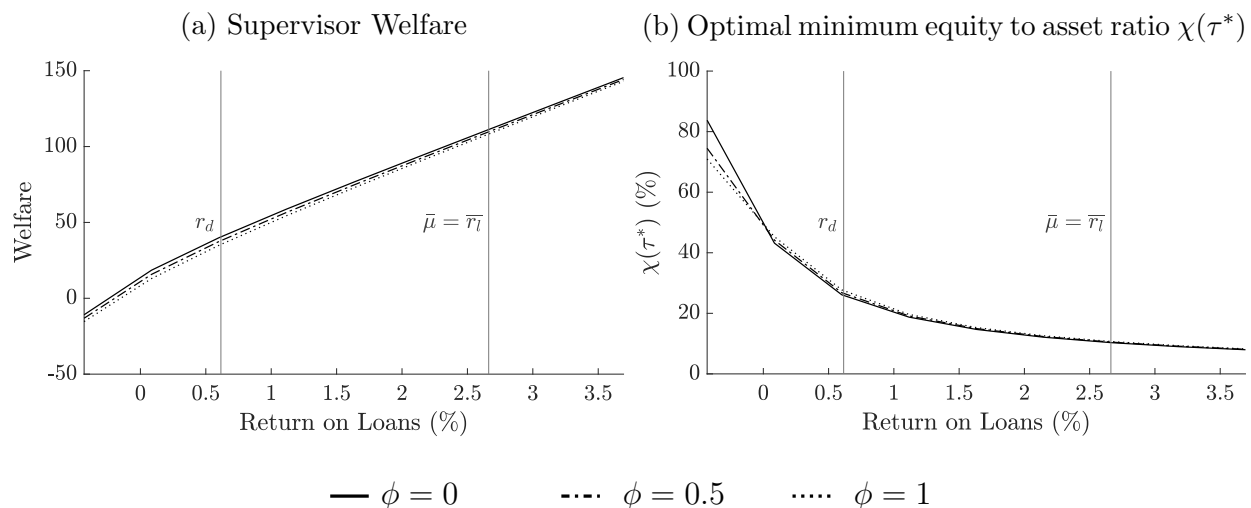 (a) Supervisor Welfare
150
100
50
0
-50
Welfare
r_d
μ̄ = r̄_l
0 0.5 1 1.5 2 2.5 3 3.5
Return on Loans (%)
(b) Optimal minimum equity to asset ratio χ(τ*)
100
80
60
40
20
0
χ(τ*) (%)
r_d
μ̄ = r̄_l
0 0.5 1 1.5 2 2.5 3 3.5
Return on Loans (%)
ϕ = 0 ϕ = 0.5 ϕ = 1